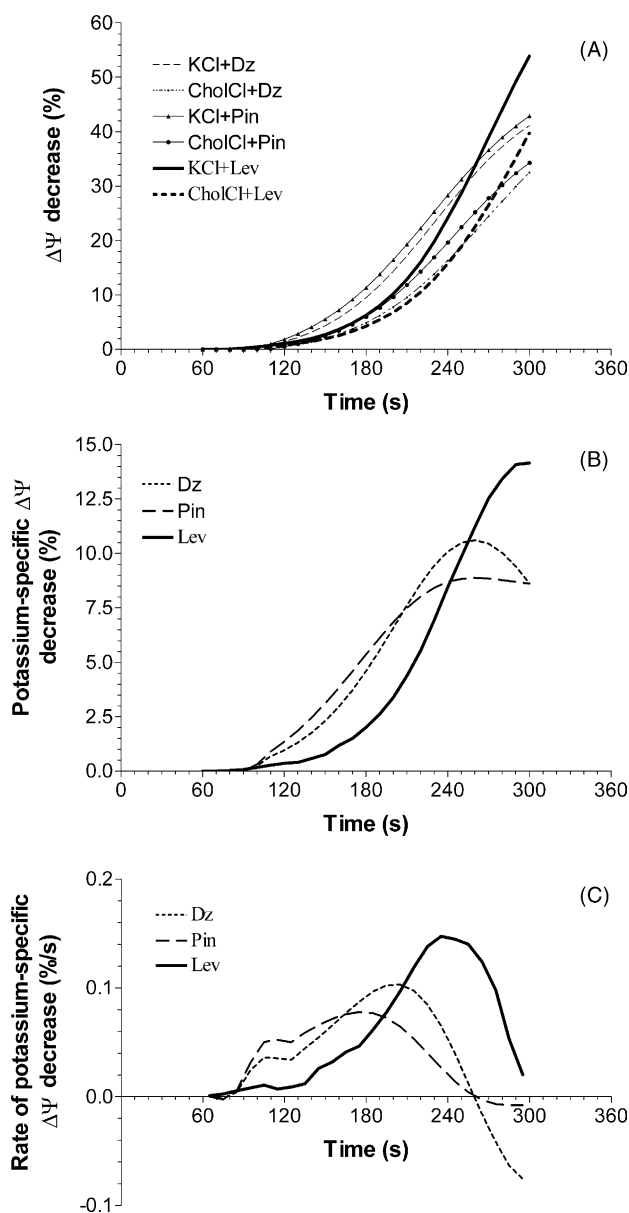 (A)
60
50
40
30
20
10
0
ΔΨ decrease (%)
KCl+Dz
CholCl+Dz
KCl+Pin
CholCl+Pin
KCl+Lev
CholCl+Lev
0 60 120 180 240 300 360
Time (s)
(B)
15.0
12.5
10.0
7.5
5.0
2.5
0.0
Potassium-specific ΔΨ
decrease (%)
Dz
Pin
Lev
0 60 120 180 240 300 360
Time (s)
(C)
0.2
0.1
0.0
-0.1
Rate of potassium-specific
ΔΨ decrease (%/s)
Dz
Pin
Lev
60 120 180 240 300 360
Time (s)